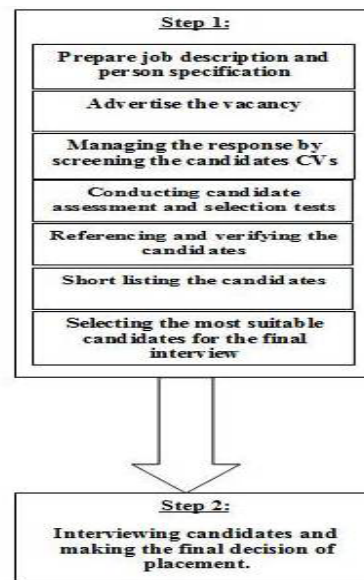 Step 1:
Prepare job description and
person specification
Advertise the vacancy
Managing the response by
screening the candidates CVs
Conducting candidate
assessment and selection tests
Referencing and verifying the
candidates
Short listing the candidates
Selecting the most suitable
candidates for the final
interview
Step 2:
Interviewing candidates and
making the final decision of
placement.